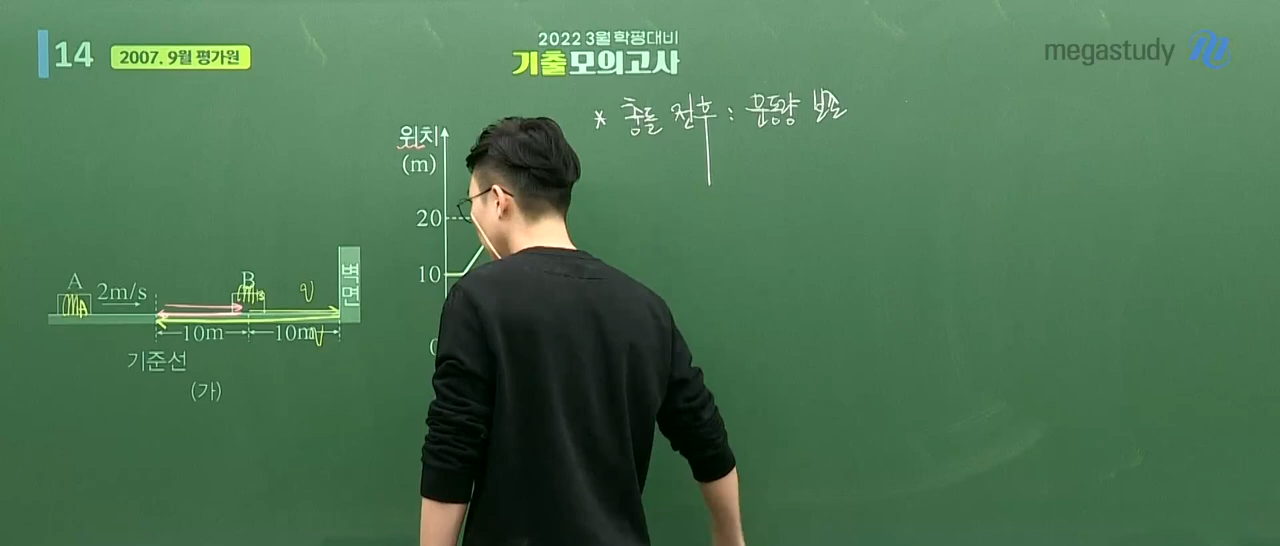 14 2007. 9월 평가원
2022 3월 학평대비
기출모의고사
megastudy
* 충돌 전후 : 운동량 보존
위치
(m)
20
10
0
A
mA
2m/s
B
mB
v
벽면
10m
10m
v
기준선
(가)